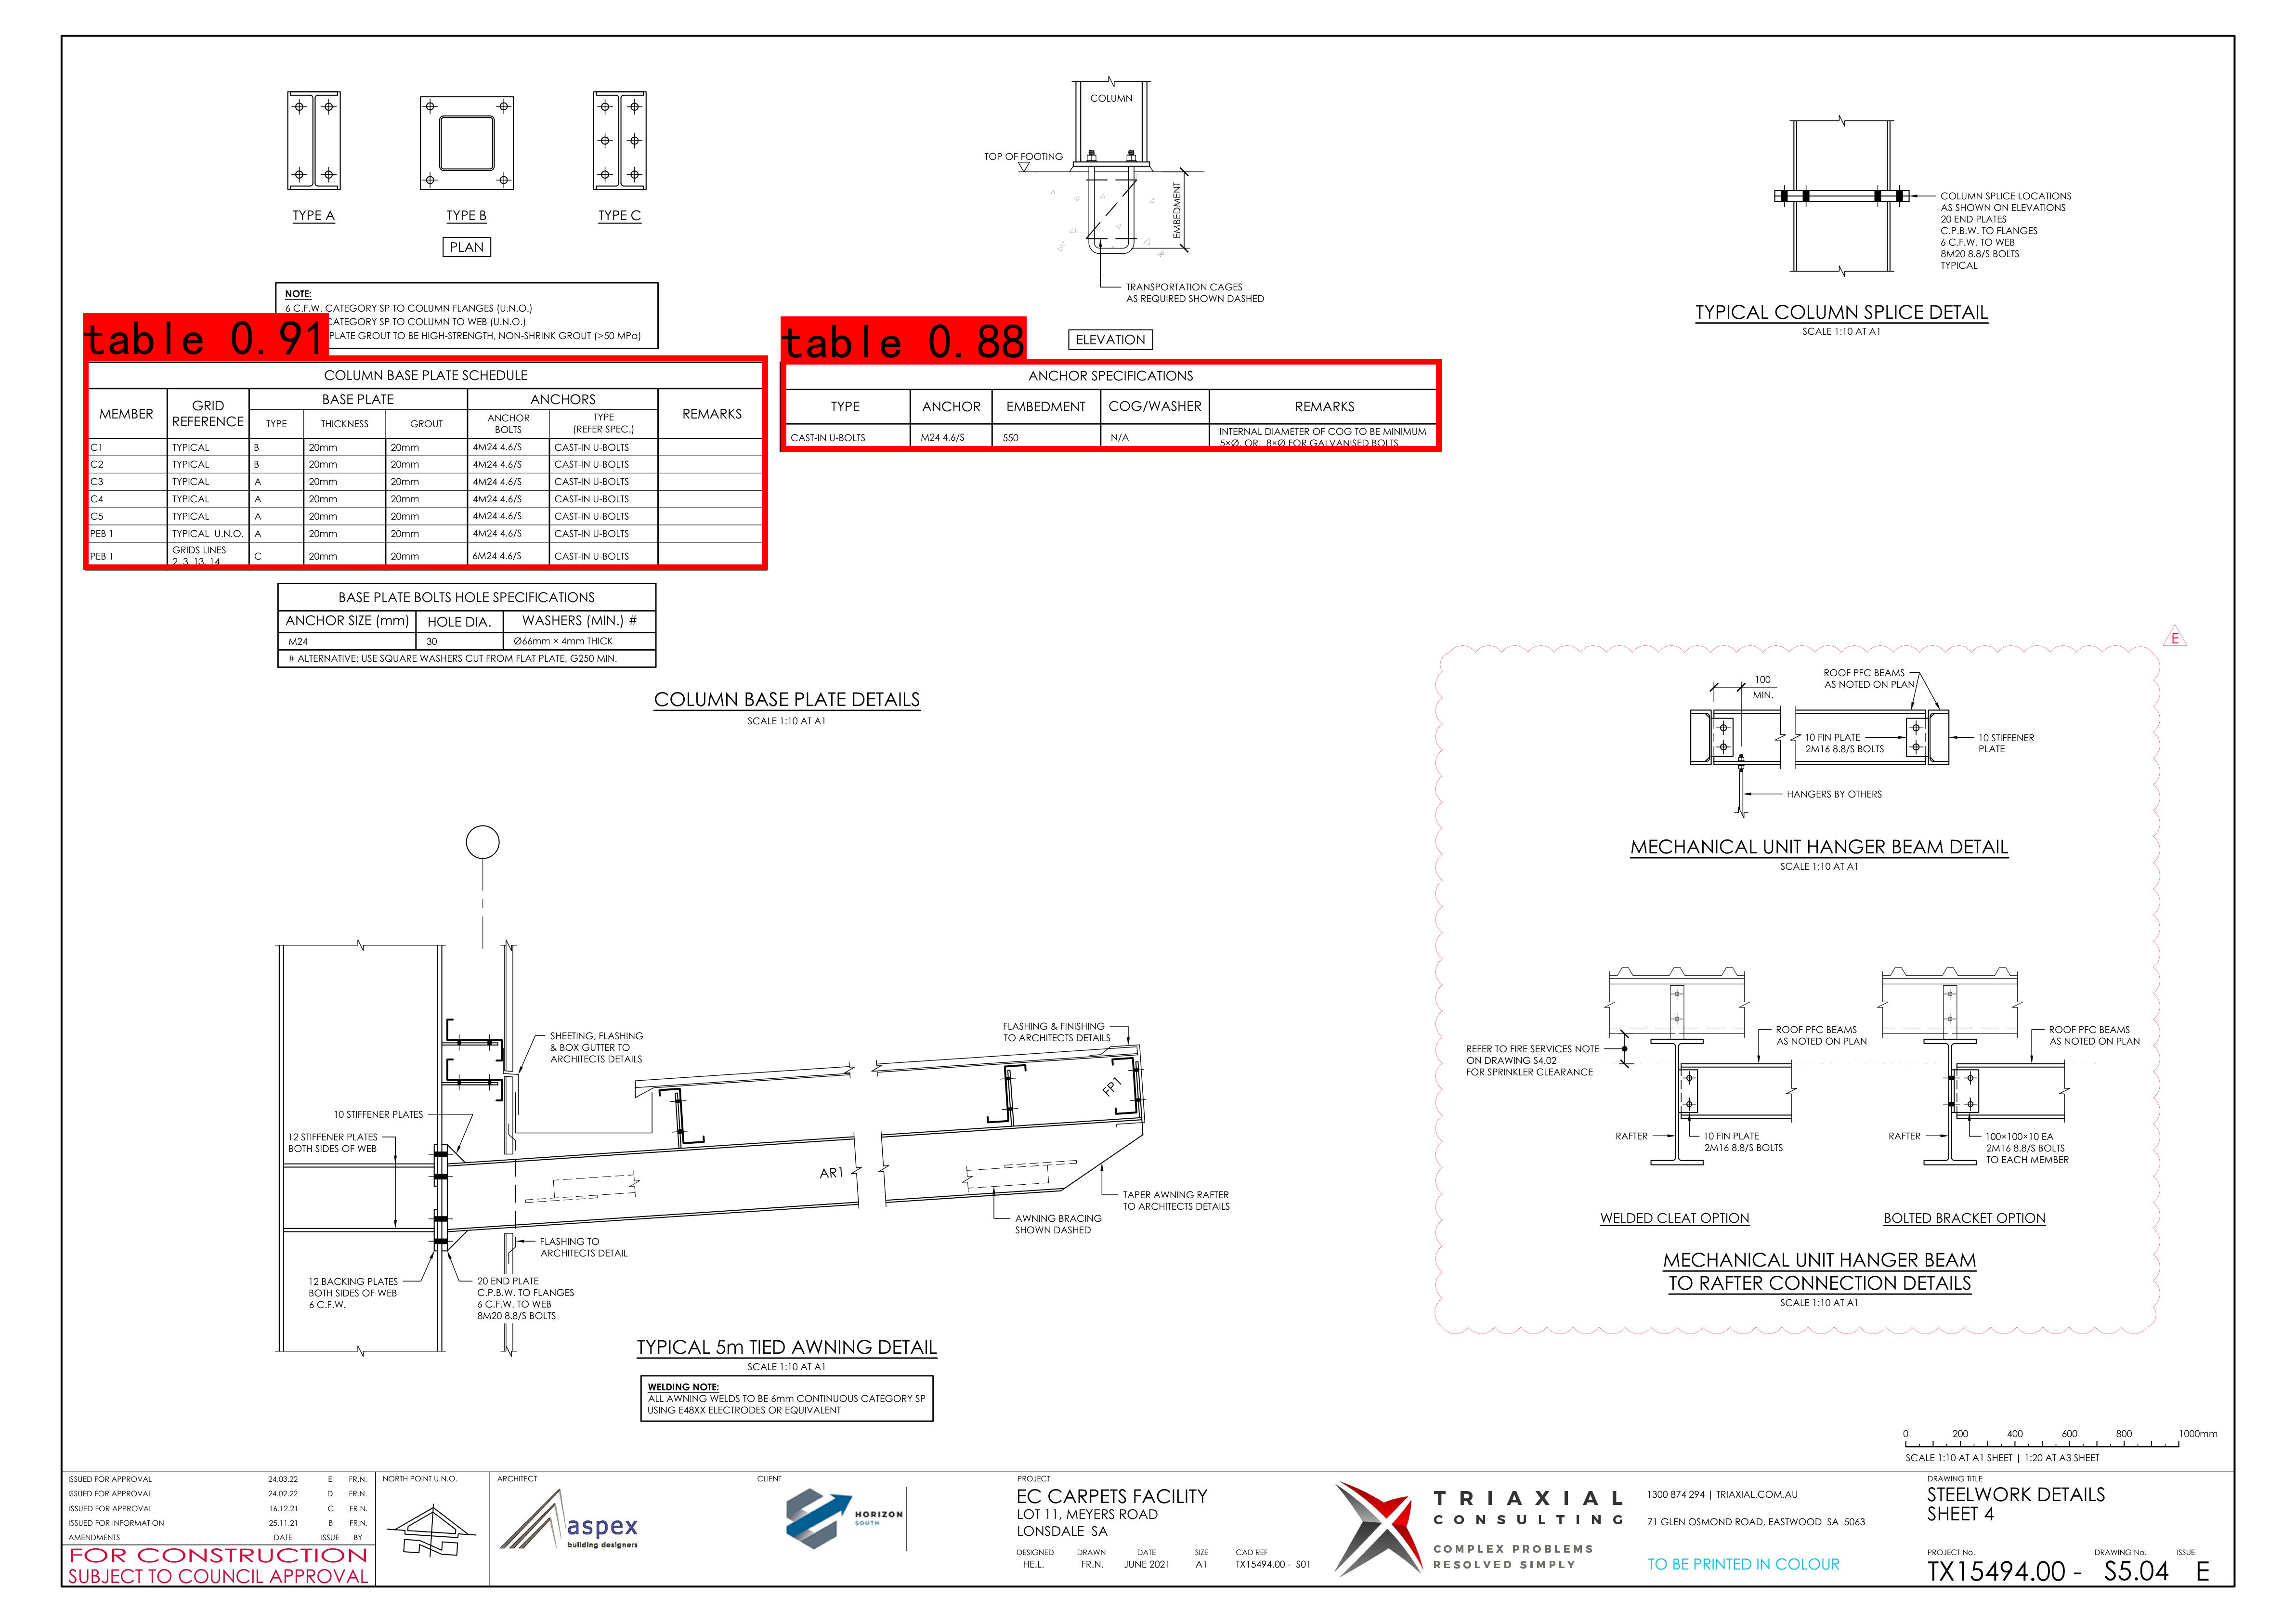 TYPE A
TYPE B
TYPE C
PLAN
NOTE:
6 C.F.W. CATEGORY SP TO COLUMN FLANGES (U.N.O.)
CATEGORY SP TO COLUMN TO WEB (U.N.O.)
PLATE GROUT TO BE HIGH-STRENGTH, NON-SHRINK GROUT (>50 MPa)
table 0.91
COLUMN BASE PLATE SCHEDULE
MEMBER GRID REFERENCE BASE PLATE ANCHORS REMARKS
TYPE THICKNESS GROUT ANCHOR BOLTS TYPE (REFER SPEC.)
C1 TYPICAL B 20mm 20mm 4M24 4.6/S CAST-IN U-BOLTS
C2 TYPICAL B 20mm 20mm 4M24 4.6/S CAST-IN U-BOLTS
C3 TYPICAL A 20mm 20mm 4M24 4.6/S CAST-IN U-BOLTS
C4 TYPICAL A 20mm 20mm 4M24 4.6/S CAST-IN U-BOLTS
C5 TYPICAL A 20mm 20mm 4M24 4.6/S CAST-IN U-BOLTS
PEB 1 TYPICAL U.N.O. A 20mm 20mm 4M24 4.6/S CAST-IN U-BOLTS
PEB 1 GRIDS LINES 2, 3, 13, 14 C 20mm 20mm 6M24 4.6/S CAST-IN U-BOLTS
BASE PLATE BOLTS HOLE SPECIFICATIONS
ANCHOR SIZE (mm) HOLE DIA. WASHERS (MIN.) #
M24 30 Ø66mm × 4mm THICK
# ALTERNATIVE: USE SQUARE WASHERS CUT FROM FLAT PLATE, G250 MIN.
COLUMN
TOP OF FOOTING
EMBEDMENT
TRANSPORTATION CAGES
AS REQUIRED SHOWN DASHED
ELEVATION
table 0.88
ANCHOR SPECIFICATIONS
TYPE ANCHOR EMBEDMENT COG/WASHER REMARKS
CAST-IN U-BOLTS M24 4.6/S 550 N/A INTERNAL DIAMETER OF COG TO BE MINIMUM
5×Ø, OR, 8×Ø FOR GALVANISED BOLTS
COLUMN BASE PLATE DETAILS
SCALE 1:10 AT A1
COLUMN SPLICE LOCATIONS
AS SHOWN ON ELEVATIONS
20 END PLATES
C.P.B.W. TO FLANGES
6 C.F.W. TO WEB
8M20 8.8/S BOLTS
TYPICAL
TYPICAL COLUMN SPLICE DETAIL
SCALE 1:10 AT A1
E
100
MIN.
ROOF PFC BEAMS
AS NOTED ON PLAN
10 FIN PLATE
2M16 8.8/S BOLTS
10 STIFFENER
PLATE
HANGERS BY OTHERS
MECHANICAL UNIT HANGER BEAM DETAIL
SCALE 1:10 AT A1
REFER TO FIRE SERVICES NOTE
ON DRAWING S4.02
FOR SPRINKLER CLEARANCE
ROOF PFC BEAMS
AS NOTED ON PLAN
RAFTER
10 FIN PLATE
2M16 8.8/S BOLTS
WELDED CLEAT OPTION
ROOF PFC BEAMS
AS NOTED ON PLAN
RAFTER
100×100×10 EA
2M16 8.8/S BOLTS
TO EACH MEMBER
BOLTED BRACKET OPTION
MECHANICAL UNIT HANGER BEAM
TO RAFTER CONNECTION DETAILS
SCALE 1:10 AT A1
SHEETING, FLASHING
& BOX GUTTER TO
ARCHITECTS DETAILS
FLASHING & FINISHING
TO ARCHITECTS DETAILS
FP1
10 STIFFENER PLATES
12 STIFFENER PLATES
BOTH SIDES OF WEB
AR1
TAPER AWNING RAFTER
TO ARCHITECTS DETAILS
AWNING BRACING
SHOWN DASHED
FLASHING TO
ARCHITECTS DETAIL
12 BACKING PLATES
BOTH SIDES OF WEB
6 C.F.W.
20 END PLATE
C.P.B.W. TO FLANGES
6 C.F.W. TO WEB
8M20 8.8/S BOLTS
TYPICAL 5m TIED AWNING DETAIL
SCALE 1:10 AT A1
WELDING NOTE:
ALL AWNING WELDS TO BE 6mm CONTINUOUS CATEGORY SP
USING E48XX ELECTRODES OR EQUIVALENT
0 200 400 600 800 1000mm
SCALE 1:10 AT A1 SHEET | 1:20 AT A3 SHEET
ISSUED FOR APPROVAL 24.03.22 E FR.N.
ISSUED FOR APPROVAL 24.02.22 D FR.N.
ISSUED FOR APPROVAL 16.12.21 C FR.N.
ISSUED FOR INFORMATION 25.11.21 B FR.N.
AMENDMENTS DATE ISSUE BY
FOR CONSTRUCTION
SUBJECT TO COUNCIL APPROVAL
NORTH POINT U.N.O.
ARCHITECT
aspex
building designers
CLIENT
HORIZON
SOUTH
PROJECT
EC CARPETS FACILITY
LOT 11, MEYERS ROAD
LONSDALE SA
DESIGNED DRAWN DATE SIZE CAD REF
HE.L. FR.N. JUNE 2021 A1 TX15494.00 - S01
TRIAXIAL
CONSULTING
COMPLEX PROBLEMS
RESOLVED SIMPLY
1300 874 294 | TRIAXIAL.COM.AU
71 GLEN OSMOND ROAD, EASTWOOD SA 5063
TO BE PRINTED IN COLOUR
DRAWING TITLE
STEELWORK DETAILS
SHEET 4
PROJECT No. DRAWING No. ISSUE
TX15494.00 - S5.04 E